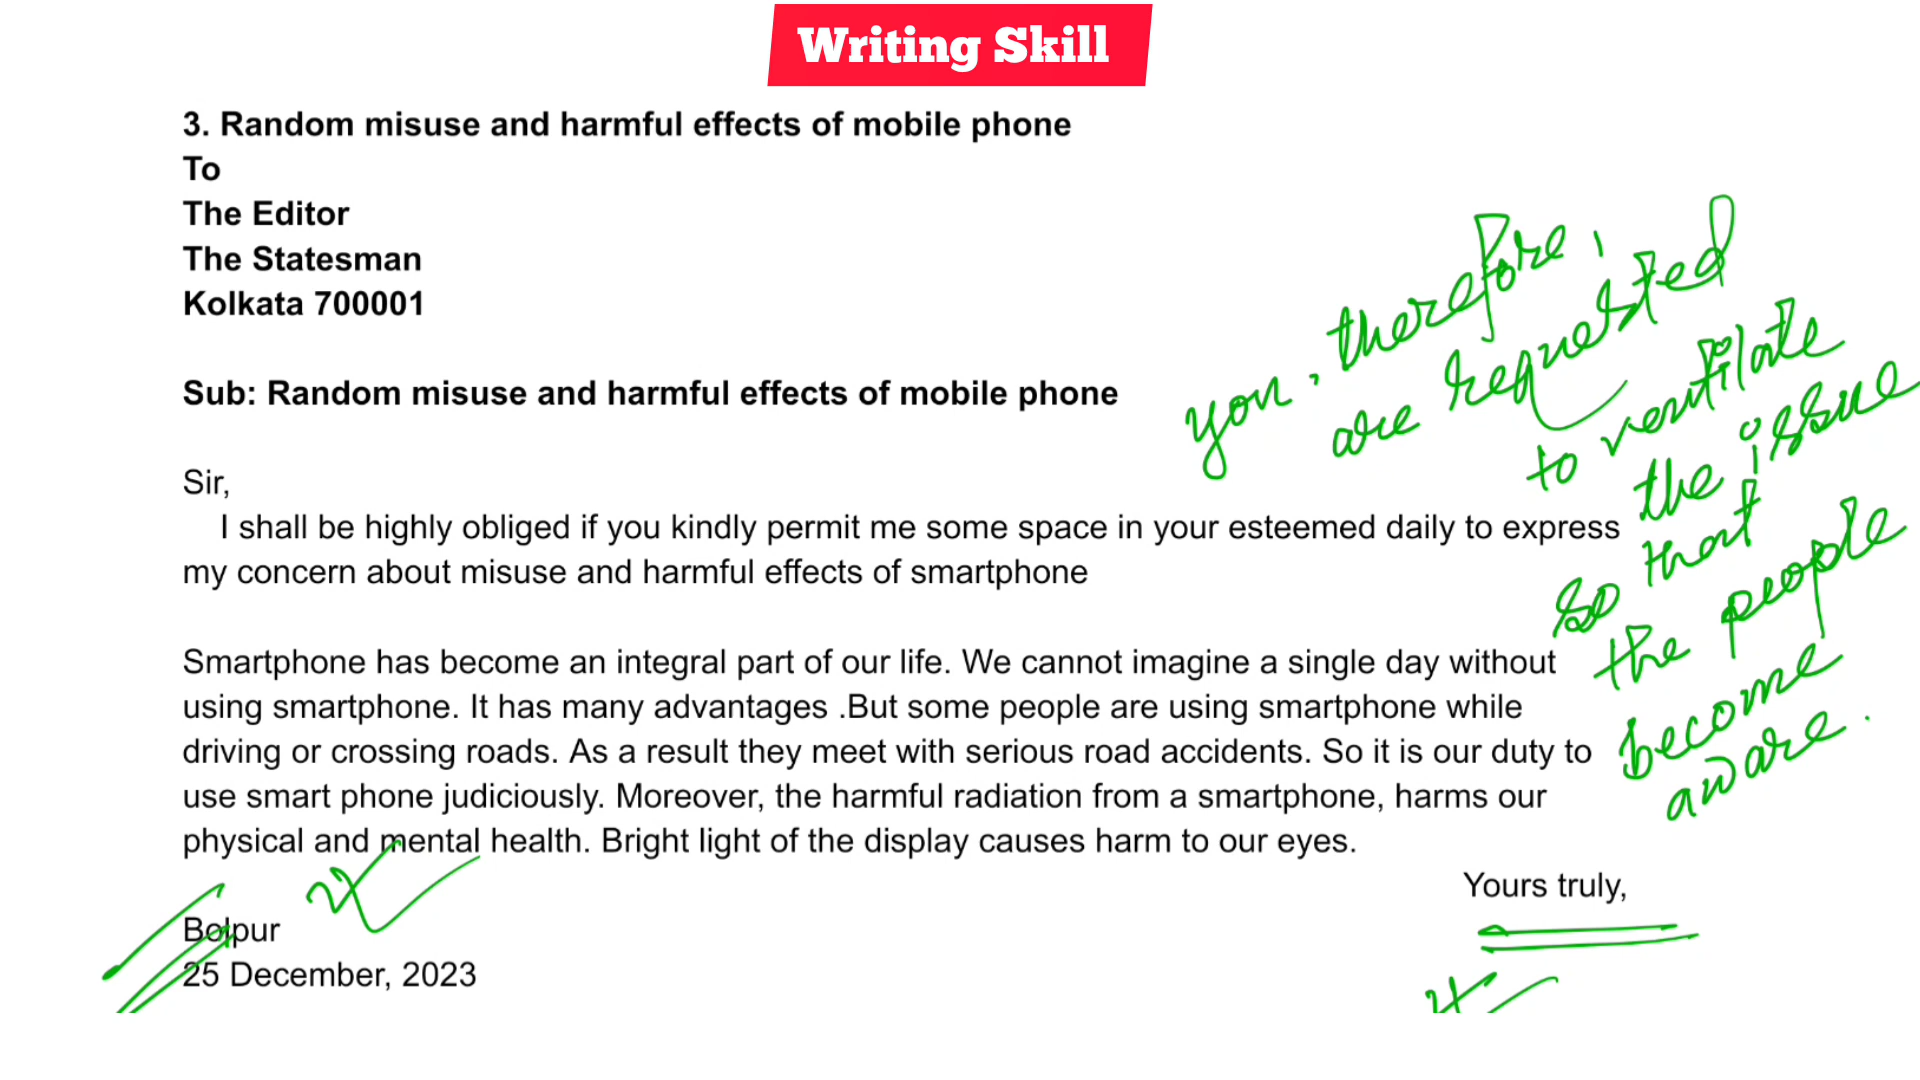 Writing Skill
3. Random misuse and harmful effects of mobile phone
To
The Editor
The Statesman
Kolkata 700001
Sub: Random misuse and harmful effects of mobile phone
Sir,
I shall be highly obliged if you kindly permit me some space in your esteemed daily to express
my concern about misuse and harmful effects of smartphone
Smartphone has become an integral part of our life. We cannot imagine a single day without
using smartphone. It has many advantages .But some people are using smartphone while
driving or crossing roads. As a result they meet with serious road accidents. So it is our duty to
use smart phone judiciously. Moreover, the harmful radiation from a smartphone, harms our
physical and mental health. Bright light of the display causes harm to our eyes.
you, therefore,
are requested
to ventilate
the issue
so that
the people
become
aware.
Yours truly,
Bolpur
25 December, 2023